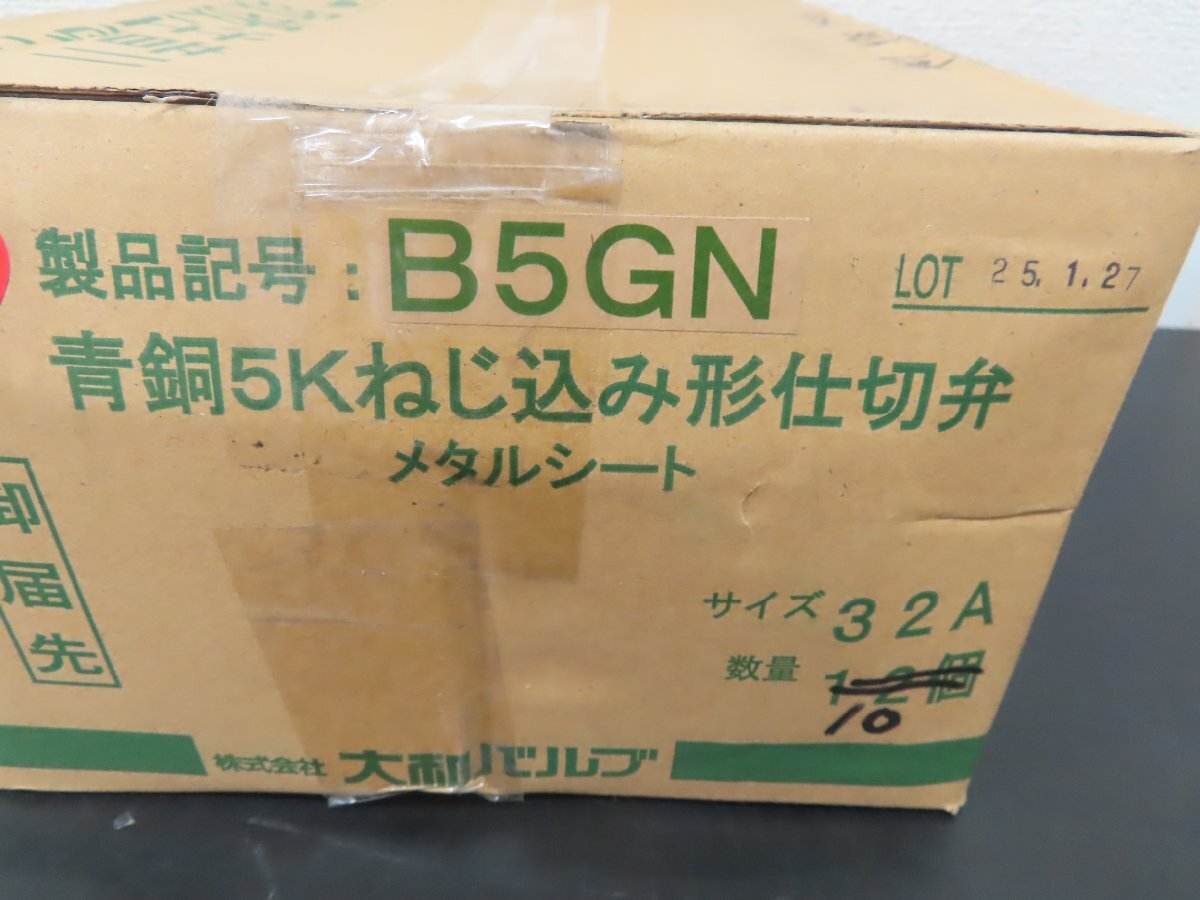 製品記号：B5GN
LOT 25.1.27
青銅5Kねじ込み形仕切弁
メタルシート
御届先
サイズ 32A
数量 12個
10
株式会社 大和バルブ